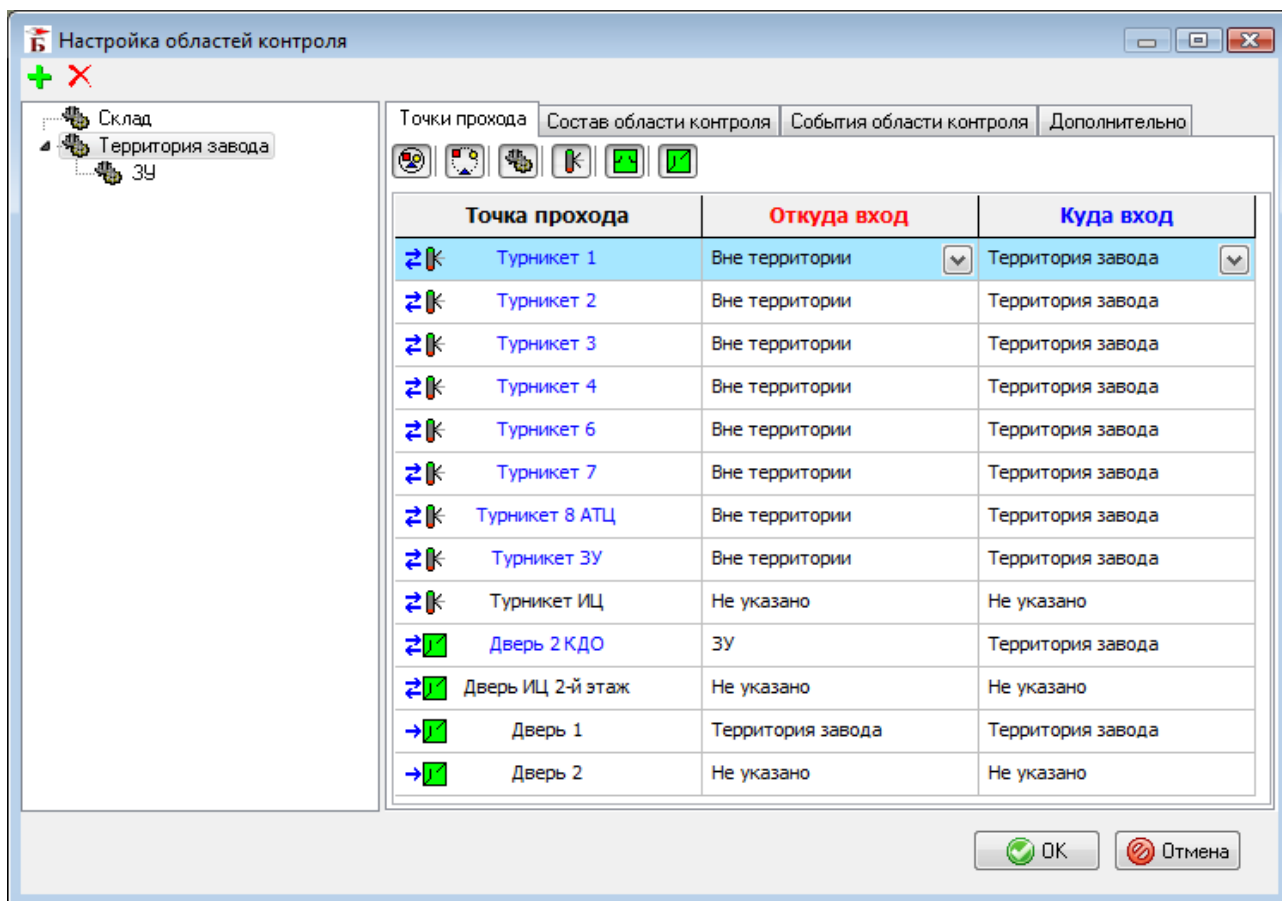 Настройка областей контроля
Склад
Территория завода
ЗУ
Точки прохода Состав области контроля События области контроля Дополнительно
Точка прохода Откуда вход Куда вход
Турникет 1 Вне территории Территория завода
Турникет 2 Вне территории Территория завода
Турникет 3 Вне территории Территория завода
Турникет 4 Вне территории Территория завода
Турникет 6 Вне территории Территория завода
Турникет 7 Вне территории Территория завода
Турникет 8 АТЦ Вне территории Территория завода
Турникет ЗУ Вне территории Территория завода
Турникет ИЦ Не указано Не указано
Дверь 2 КДО ЗУ Территория завода
Дверь ИЦ 2-й этаж Не указано Не указано
Дверь 1 Территория завода Территория завода
Дверь 2 Не указано Не указано
OK Отмена